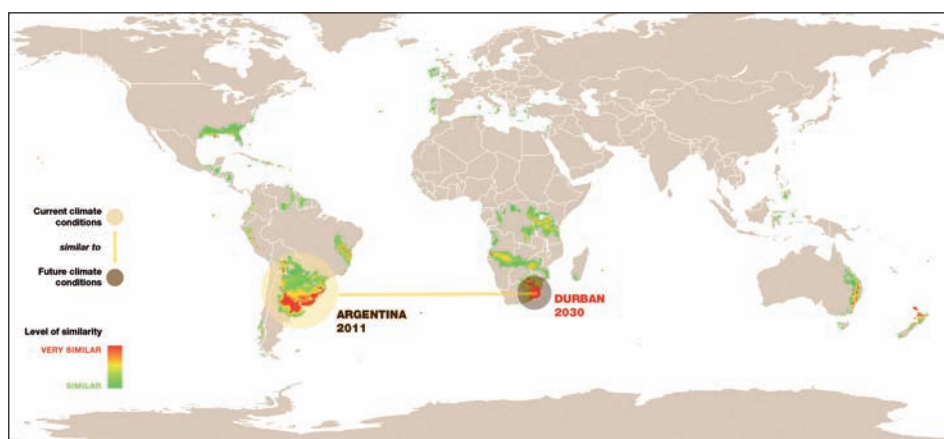 Current climate
conditions
similar to
Future climate
conditions
Level of similarity
VERY SIMILAR
SIMILAR
ARGENTINA
2011
DURBAN
2030